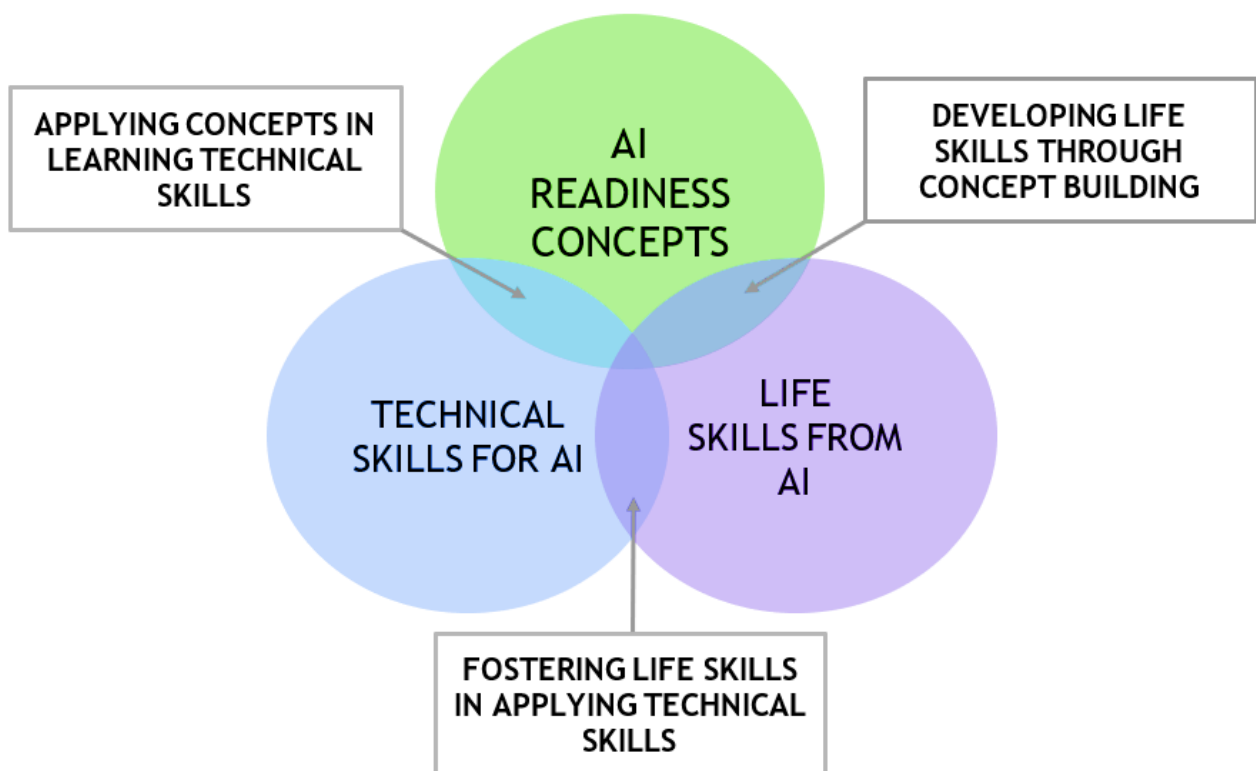 APPLYING CONCEPTS IN
LEARNING TECHNICAL
SKILLS
AI
READINESS
CONCEPTS
DEVELOPING LIFE
SKILLS THROUGH
CONCEPT BUILDING
TECHNICAL
SKILLS FOR AI
LIFE
SKILLS FROM
AI
FOSTERING LIFE SKILLS
IN APPLYING TECHNICAL
SKILLS